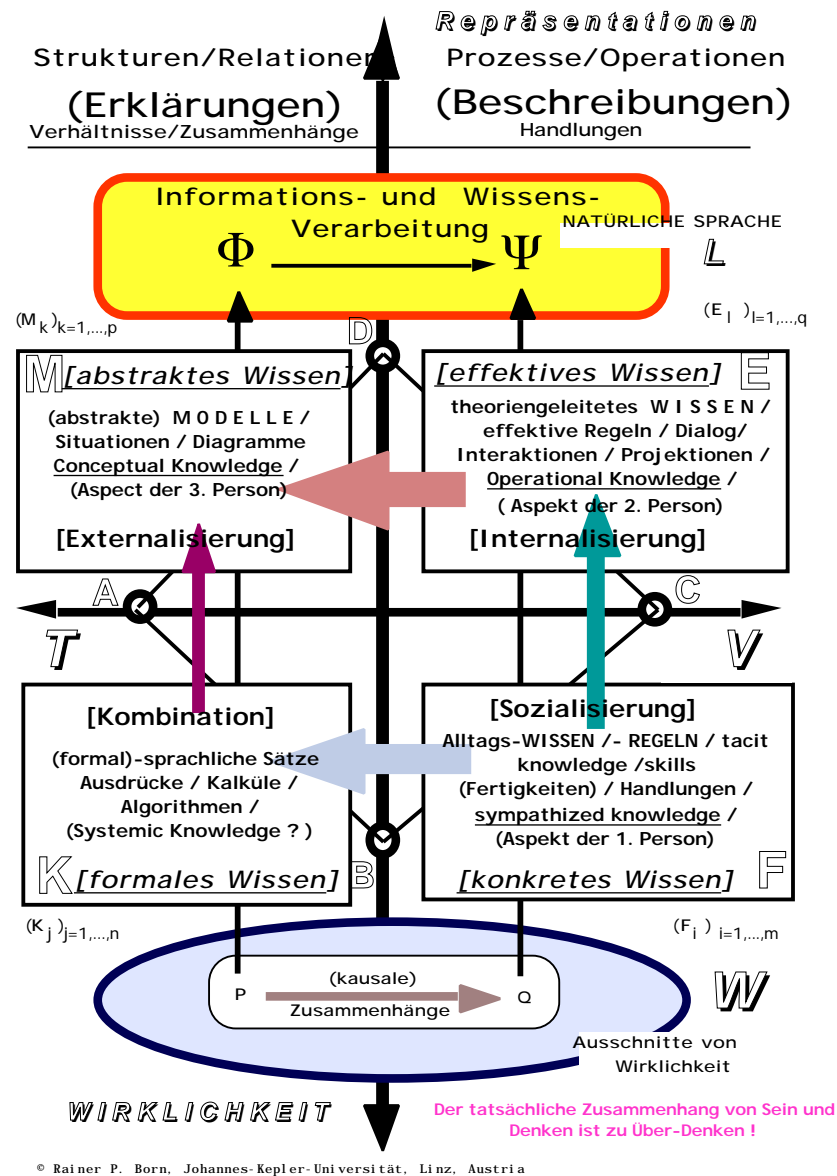 Repräsentationen
Strukturen/Relationen
Prozesse/Operationen
(Erklärungen)
(Beschreibungen)
Verhältnisse/Zusammenhänge
Handlungen
Informations- und Wissens-
Verarbeitung
NATÜRLICHE SPRACHE
Φ
Ψ
L
(M k)k=1,...,p
D
(E l )l=1,...,q
M
[abstraktes Wissen]
(abstrakte) M O D E L L E /
Situationen / Diagramme
Conceptual Knowledge /
(Aspect der 3. Person)
[Externalisierung]
[effektives Wissen]
E
theoriengeleitetes W I S S E N /
effektive Regeln / Dialog/
Interaktionen / Projektionen /
Operational Knowledge /
( Aspekt der 2. Person)
[Internalisierung]
A
C
T
V
[Kombination]
(formal)-sprachliche Sätze
Ausdrücke / Kalküle /
Algorithmen /
(Systemic Knowledge ? )
K
[formales Wissen]
B
[Sozialisierung]
Alltags-WISSEN /- REGELN / tacit
knowledge /skills
(Fertigkeiten) / Handlungen /
sympathized knowledge /
(Aspekt der 1. Person)
[konkretes Wissen]
F
(K j )j=1,...,n
(F i ) i=1,...,m
P
(kausale)
Zusammenhänge
Q
W
Ausschnitte von
Wirklichkeit
WIRKLICHKEIT
Der tatsächliche Zusammenhang von Sein und
Denken ist zu Über-Denken !
© Rainer P. Born, Johannes-Kepler-Universität, Linz, Austria